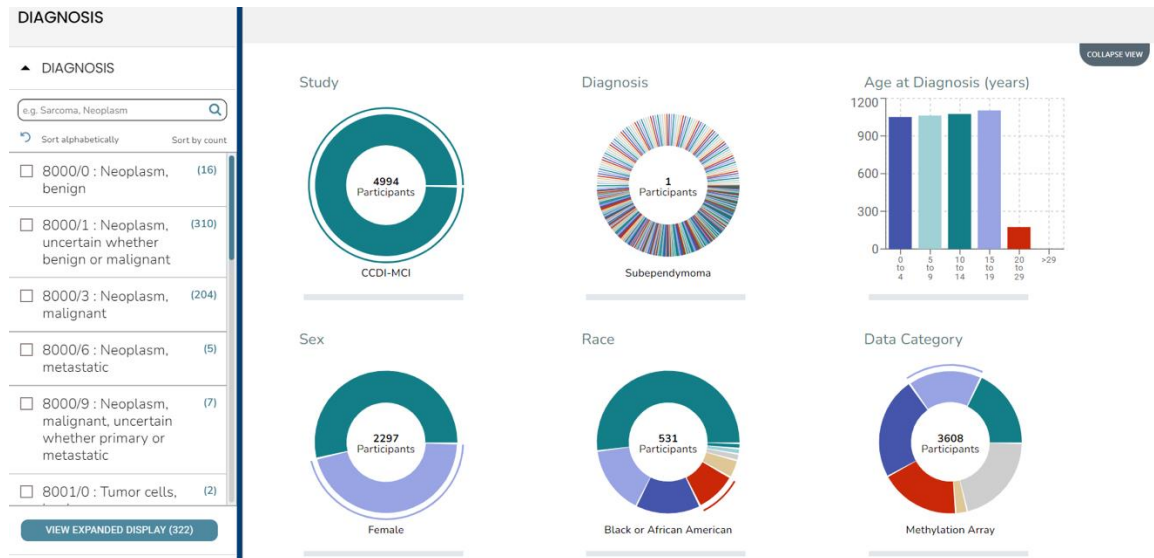 DIAGNOSIS
DIAGNOSIS
e.g. Sarcoma, Neoplasm
Sort alphabetically Sort by count
8000/0 : Neoplasm, (16)
benign
8000/1 : Neoplasm, (310)
uncertain whether
benign or malignant
8000/3 : Neoplasm, (204)
malignant
8000/6 : Neoplasm, (5)
metastatic
8000/9 : Neoplasm, (7)
malignant, uncertain
whether primary or
metastatic
8001/0 : Tumor cells, (2)
VIEW EXPANDED DISPLAY (322)
COLLAPSE VIEW
Study
4994
Participants
CCDI-MCI
Diagnosis
1
Participants
Subependymoma
Age at Diagnosis (years)
1200
900
600
300
0
0 5 10 15 20 >29
to to to to to
4 9 14 19 29
Sex
2297
Participants
Female
Race
531
Participants
Black or African American
Data Category
3608
Participants
Methylation Array